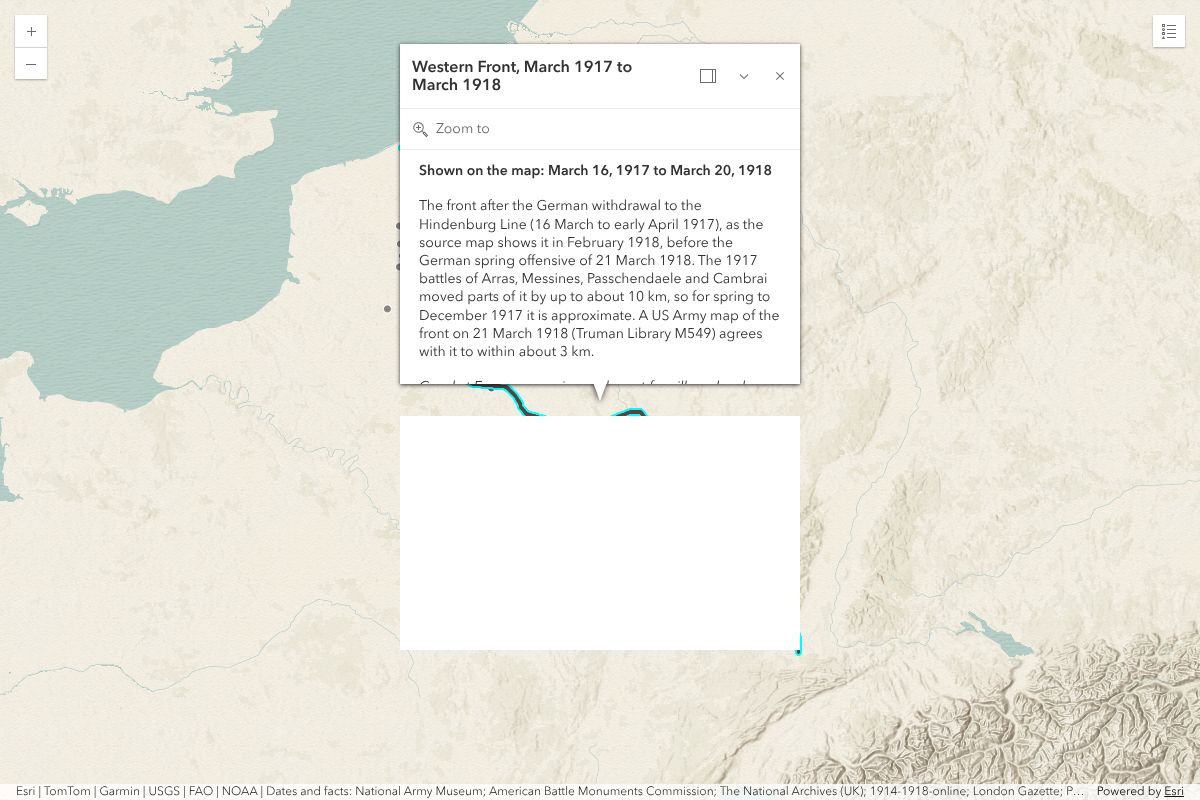 Western Front, March 1917 to
March 1918
Zoom to
Shown on the map: March 16, 1917 to March 20, 1918
The front after the German withdrawal to the
Hindenburg Line (16 March to early April 1917), as the
source map shows it in February 1918, before the
German spring offensive of 21 March 1918. The 1917
battles of Arras, Messines, Passchendaele and Cambrai
moved parts of it by up to about 10 km, so for spring to
December 1917 it is approximate. A US Army map of the
front on 21 March 1918 (Truman Library M549) agrees
with it to within about 3 km.
Esri | TomTom | Garmin | USGS | FAO | NOAA | Dates and facts: National Army Museum; American Battle Monuments Commission; The National Archives (UK); 1914-1918-online; London Gazette; P... Powered by Esri